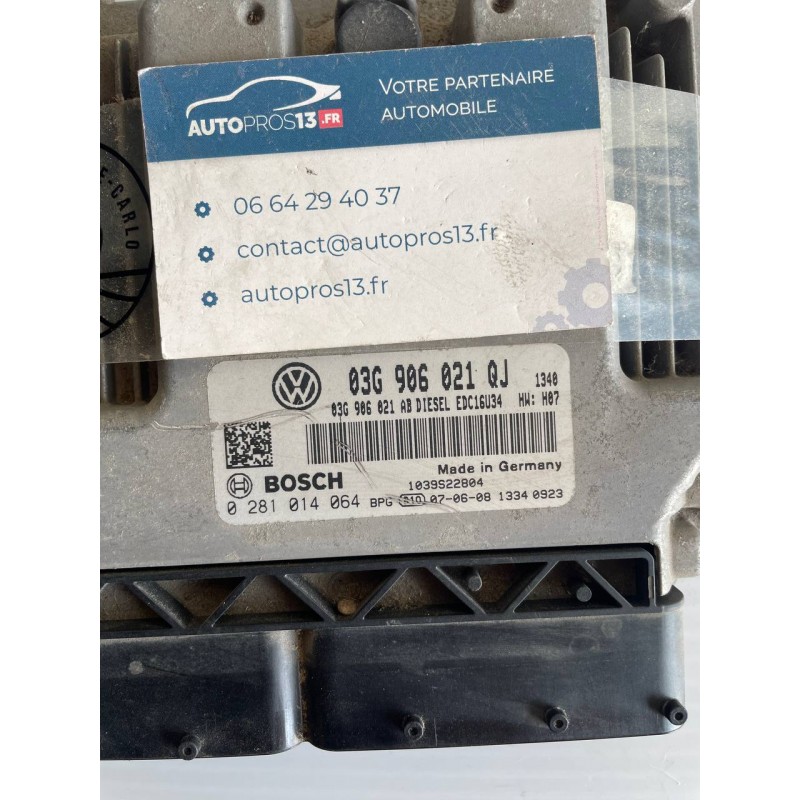 VOTRE PARTENAIRE
AUTOMOBILE
AUTOPROS13.FR
06 64 29 40 37
contact@autopros13.fr
autopros13.fr
E-CARLO
03G 906 021 QJ 1340
03G 906 021 AB DIESEL EDC16U34 HW: H07
Made in Germany
BOSCH 1039S22804
0 281 014 064 BPG 07-06-08 1334 0923